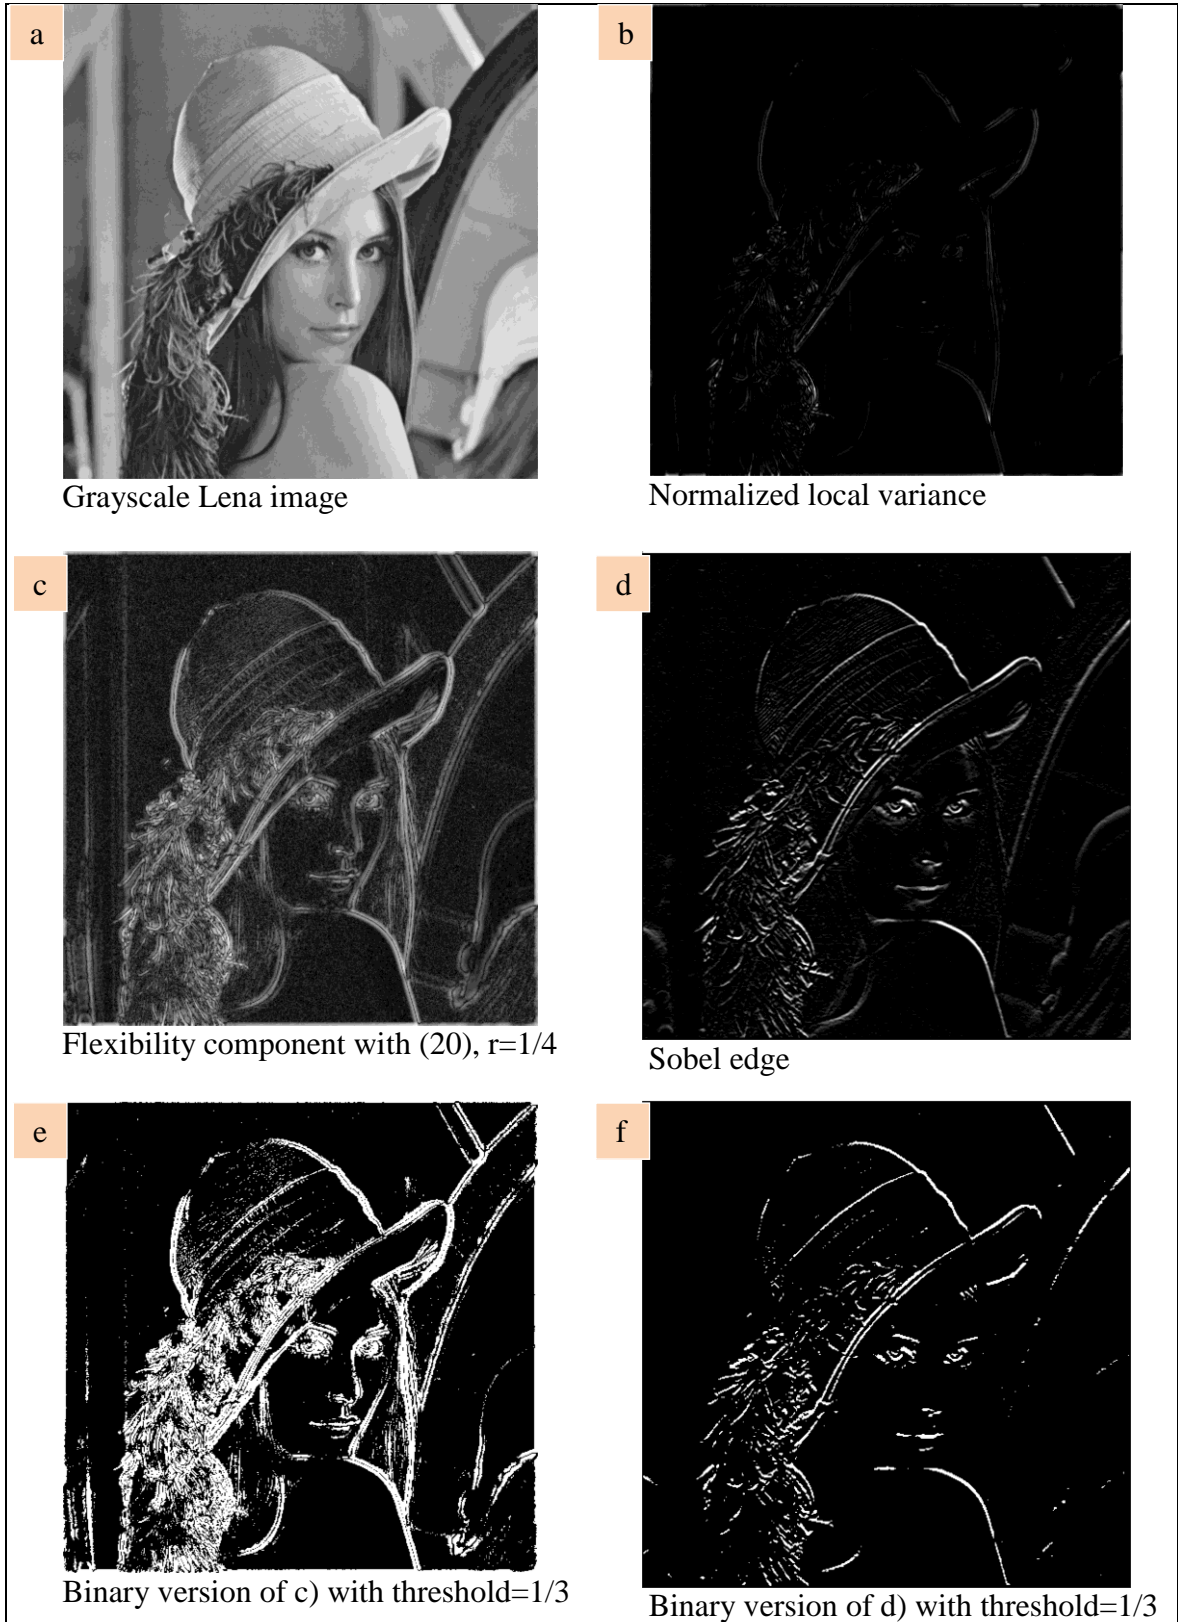 a
b
Grayscale Lena image
Normalized local variance
c
d
Flexibility component with (20), r=1/4
Sobel edge
e
f
Binary version of c) with threshold=1/3
Binary version of d) with threshold=1/3